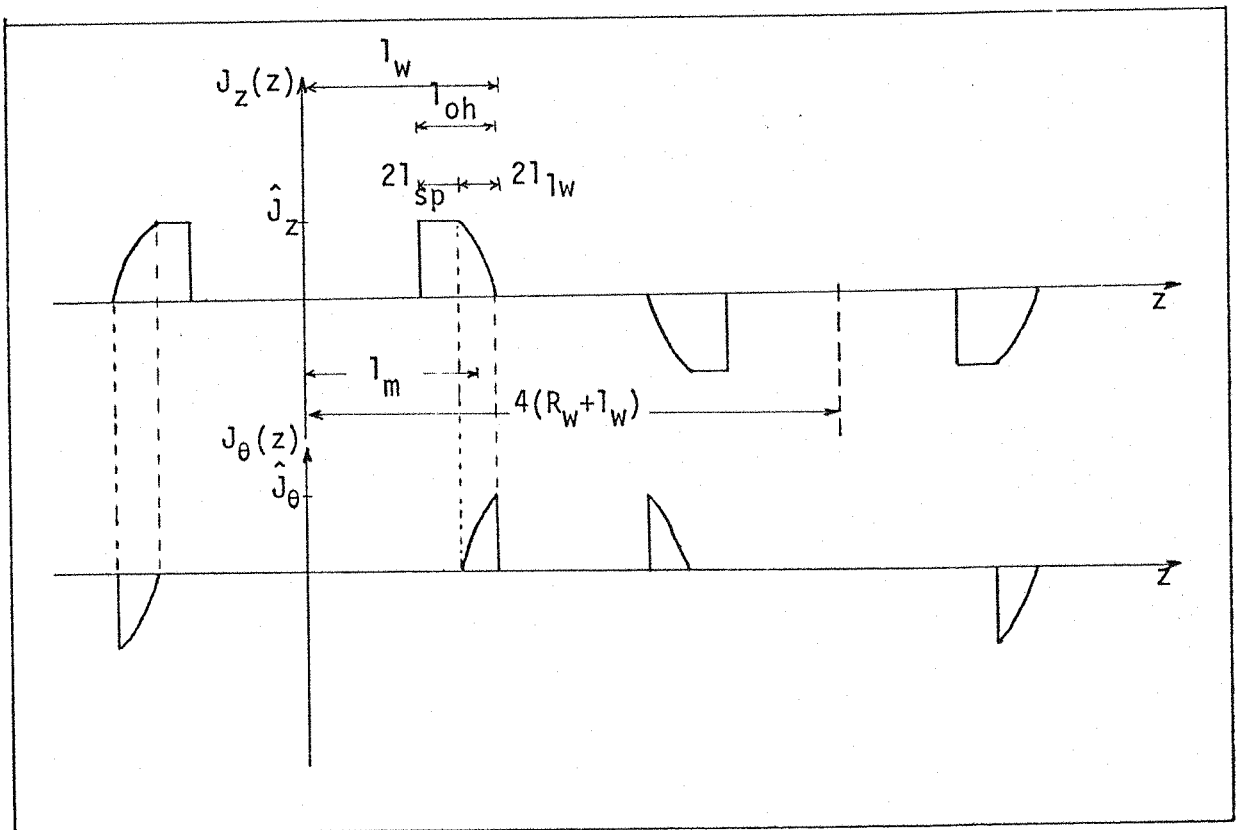 l_w
J_z(z)
l_oh
2l_sp 2l_lw
Ĵ_z
z
l_m
4(R_w+l_w)
J_θ(z)
Ĵ_θ
z